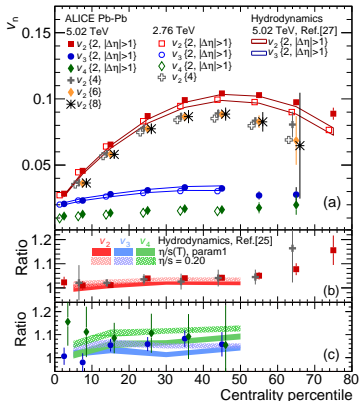 v_n
ALICE Pb-Pb
5.02 TeV
v₂{2, |Δη|>1}
v₃{2, |Δη|>1}
v₄{2, |Δη|>1}
v₂{4}
v₂{6}
v₂{8}
2.76 TeV
v₂{2, |Δη|>1}
v₃{2, |Δη|>1}
v₄{2, |Δη|>1}
v₂{4}
Hydrodynamics
5.02 TeV, Ref.[27]
v₂{2, |Δη|>1}
v₃{2, |Δη|>1}
0.15
0.1
0.05
(a)
Ratio
1.2
1.1
1
v₂ v₃ v₄
Hydrodynamics, Ref.[25]
η/s(T), param1
η/s = 0.20
(b)
Ratio
1.2
1.1
1
(c)
0 10 20 30 40 50 60 70 80
Centrality percentile